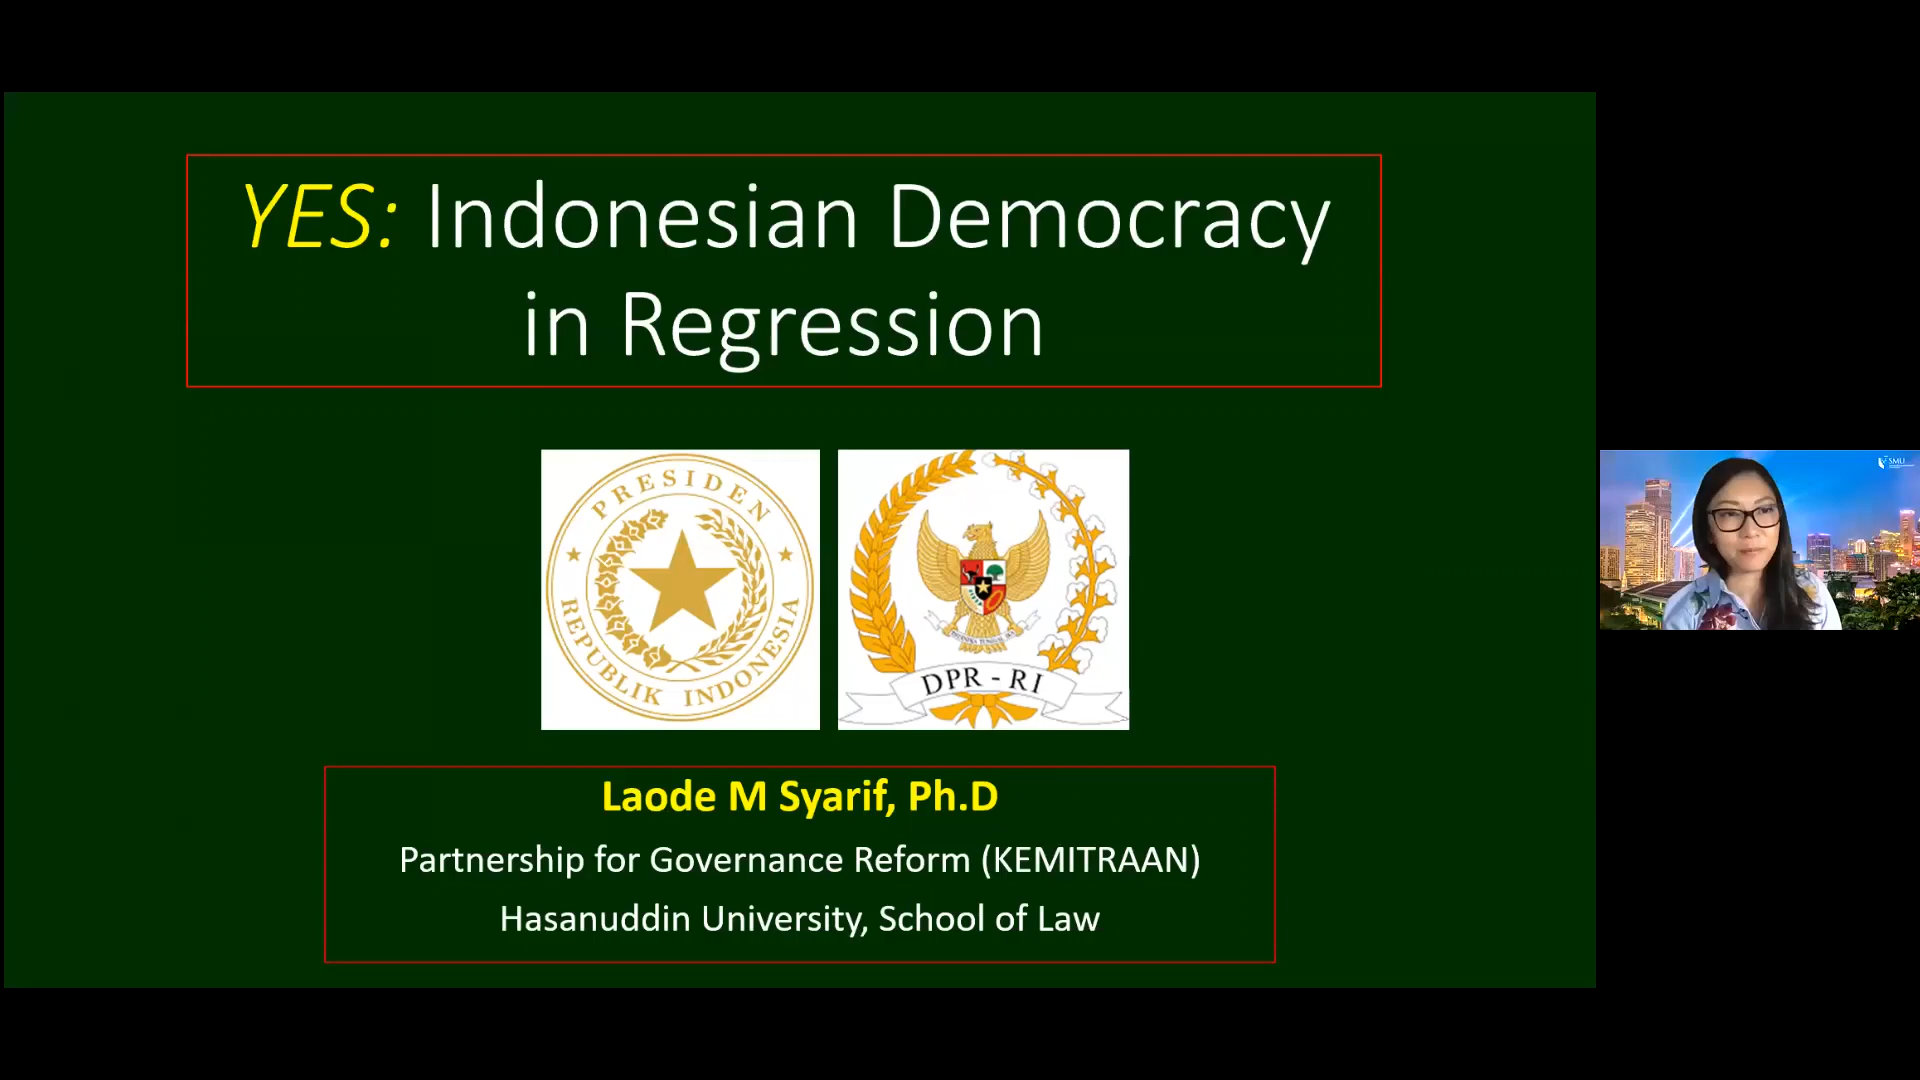 YES: Indonesian Democracy
in Regression
PRESIDEN
REPUBLIK INDONESIA
DPR - RI
Laode M Syarif, Ph.D
Partnership for Governance Reform (KEMITRAAN)
Hasanuddin University, School of Law
SMU